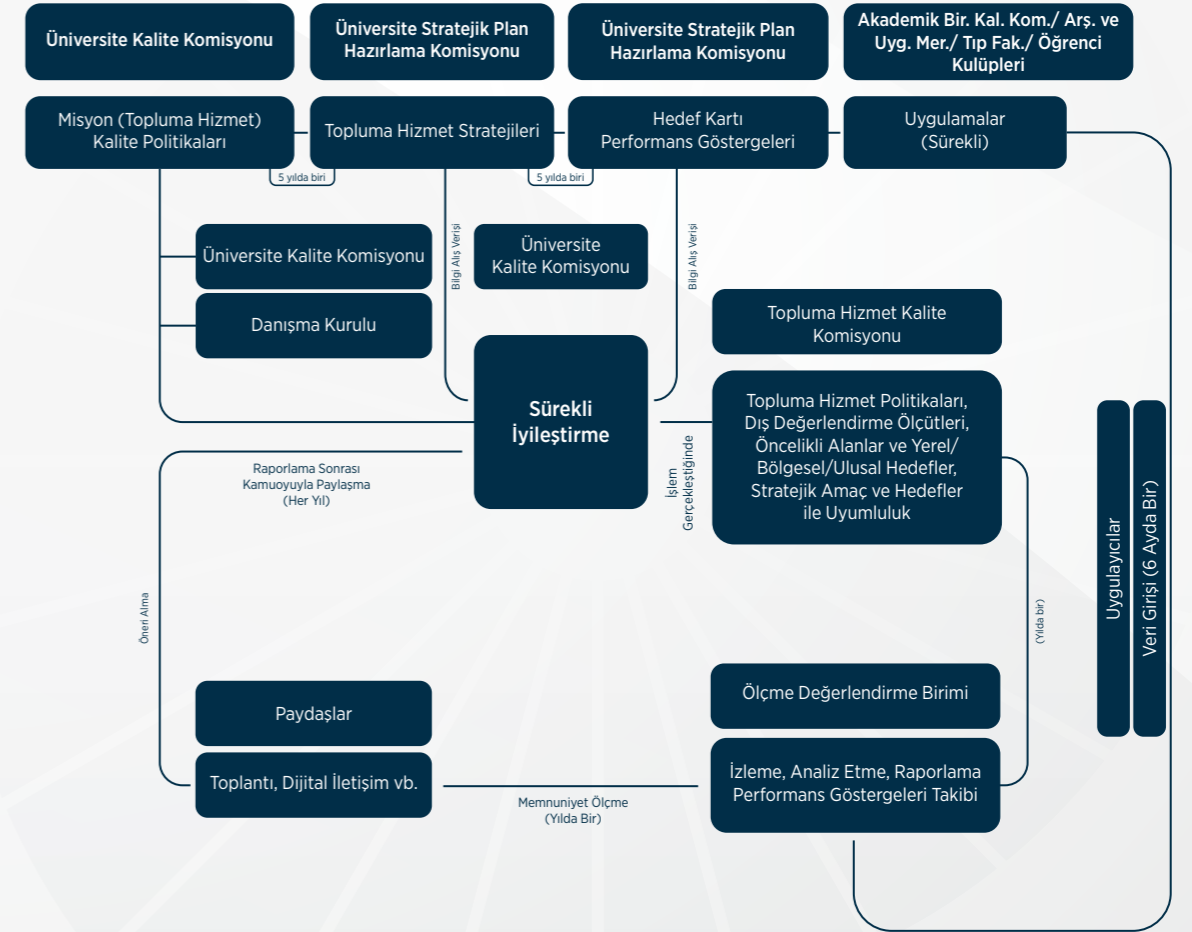 Üniversite Kalite Komisyonu
Üniversite Stratejik Plan
Hazırlama Komisyonu
Üniversite Stratejik Plan
Hazırlama Komisyonu
Akademik Bir. Kal. Kom./ Arş. ve
Uyg. Mer./ Tıp Fak./ Öğrenci
Kulüpleri
Misyon (Topluma Hizmet)
Kalite Politikaları
Topluma Hizmet Stratejileri
Hedef Kartı
Performans Göstergeleri
Uygulamalar
(Sürekli)
5 yılda biri
5 yılda biri
Üniversite Kalite Komisyonu
Danışma Kurulu
Bilgi Alış Verişi
Üniversite
Kalite Komisyonu
Bilgi Alış Verişi
Topluma Hizmet Kalite
Komisyonu
Sürekli
İyileştirme
İşlem
Gerçekleştiğinde
Topluma Hizmet Politikaları,
Dış Değerlendirme Ölçütleri,
Öncelikli Alanlar ve Yerel/
Bölgesel/Ulusal Hedefler,
Stratejik Amaç ve Hedefler
ile Uyumluluk
Raporlama Sonrası
Kamuoyuyla Paylaşma
(Her Yıl)
Öneri Alma
(Yılda bir)
Uygulayıcılar
Veri Girişi (6 Ayda Bir)
Paydaşlar
Toplantı, Dijital İletişim vb.
Memnuniyet Ölçme
(Yılda Bir)
Ölçme Değerlendirme Birimi
İzleme, Analiz Etme, Raporlama
Performans Göstergeleri Takibi